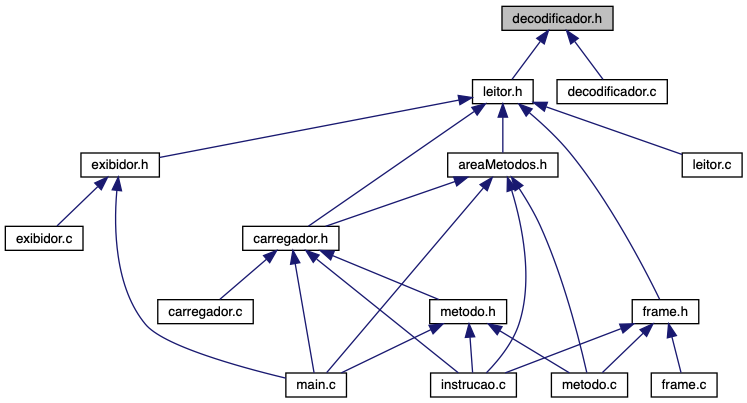 decodificador.h
leitor.h
decodificador.c
exibidor.h
areaMetodos.h
leitor.c
exibidor.c
carregador.h
carregador.c
metodo.h
frame.h
main.c
instrucao.c
metodo.c
frame.c